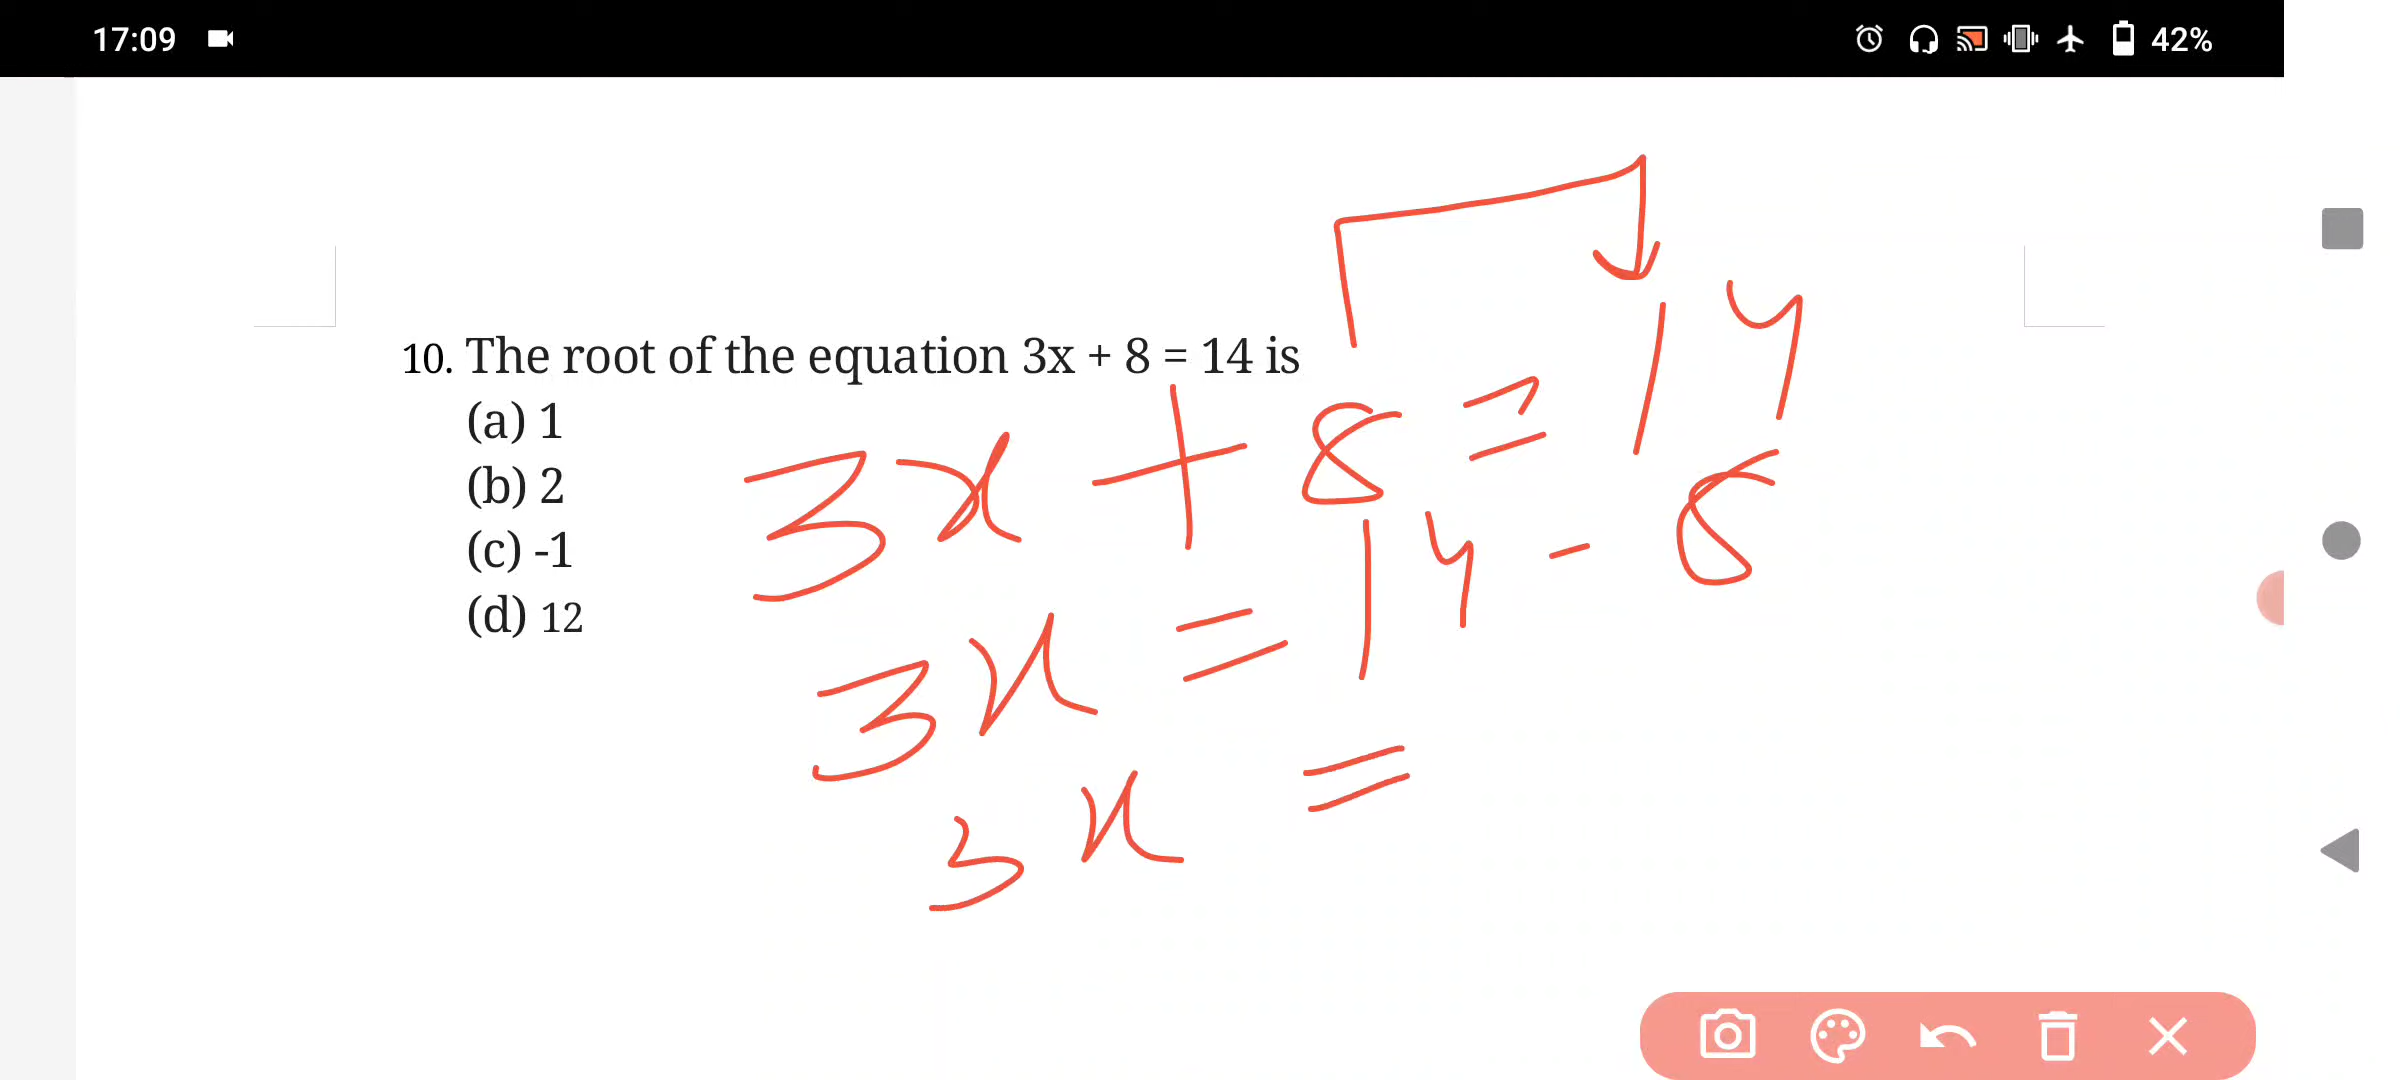 17:09 42%
10. The root of the equation 3x + 8 = 14 is
(a) 1
(b) 2
(c) -1
(d) 12
3x + 8 = 14
3x = 14 - 8
3x =